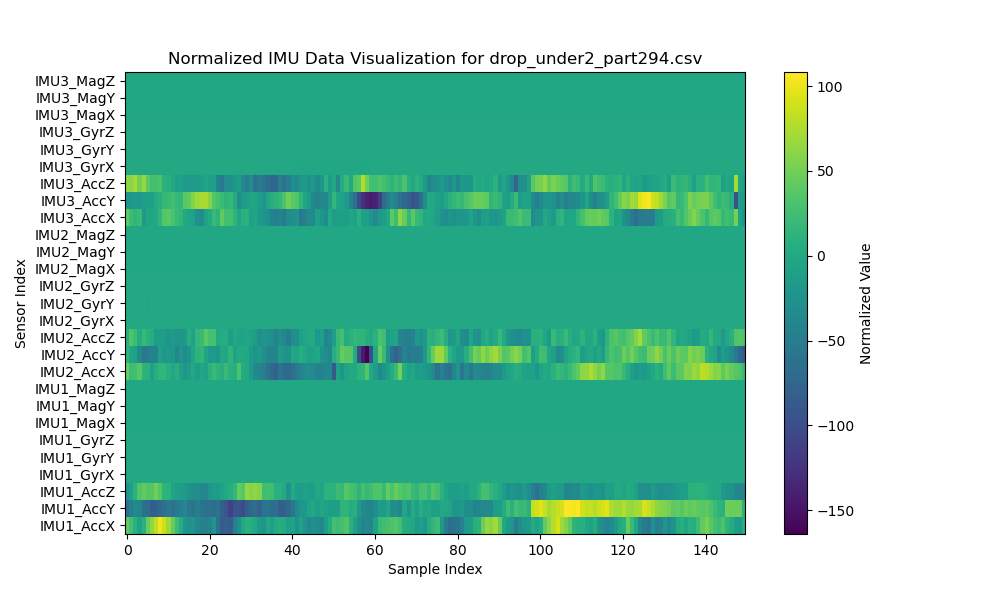 Normalized IMU Data Visualization for drop_under2_part294.csv
IMU3_MagZ
IMU3_MagY
IMU3_MagX
IMU3_GyrZ
IMU3_GyrY
IMU3_GyrX
IMU3_AccZ
IMU3_AccY
IMU3_AccX
IMU2_MagZ
IMU2_MagY
IMU2_MagX
IMU2_GyrZ
IMU2_GyrY
IMU2_GyrX
IMU2_AccZ
IMU2_AccY
IMU2_AccX
IMU1_MagZ
IMU1_MagY
IMU1_MagX
IMU1_GyrZ
IMU1_GyrY
IMU1_GyrX
IMU1_AccZ
IMU1_AccY
IMU1_AccX
Sensor Index
0 20 40 60 80 100 120 140
Sample Index
100
50
0
−50
−100
−150
Normalized Value